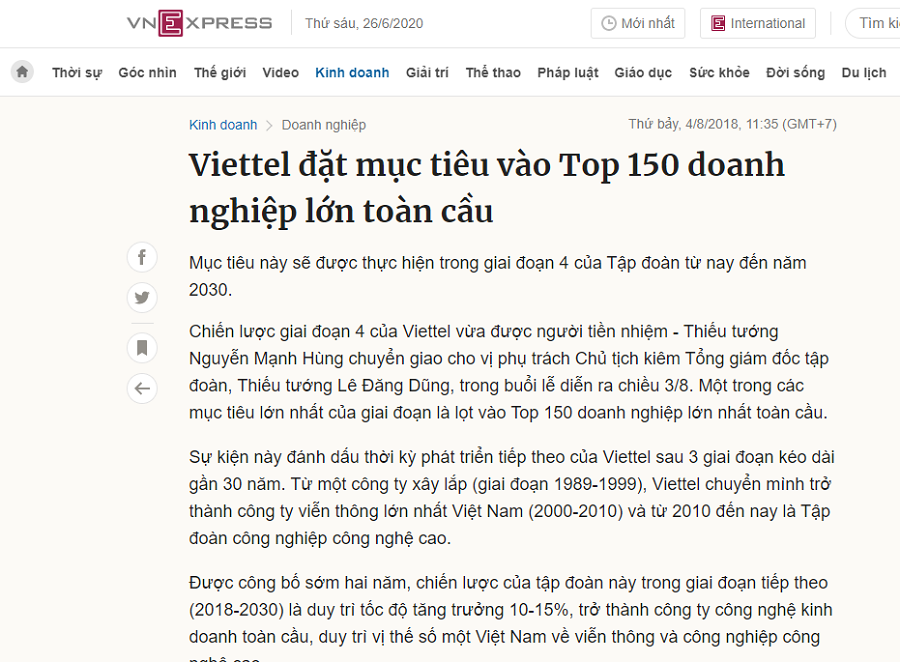 VNEXPRESS Thứ sáu, 26/6/2020 Mới nhất International Tìm
Thời sự Góc nhìn Thế giới Video Kinh doanh Giải trí Thể thao Pháp luật Giáo dục Sức khỏe Đời sống Du lịch
Kinh doanh > Doanh nghiệp Thứ bảy, 4/8/2018, 11:35 (GMT+7)
Viettel đặt mục tiêu vào Top 150 doanh
nghiệp lớn toàn cầu
Mục tiêu này sẽ được thực hiện trong giai đoạn 4 của Tập đoàn từ nay đến năm
2030.
Chiến lược giai đoạn 4 của Viettel vừa được người tiền nhiệm - Thiếu tướng
Nguyễn Mạnh Hùng chuyển giao cho vị phụ trách Chủ tịch kiêm Tổng giám đốc tập
đoàn, Thiếu tướng Lê Đăng Dũng, trong buổi lễ diễn ra chiều 3/8. Một trong các
mục tiêu lớn nhất của giai đoạn là lọt vào Top 150 doanh nghiệp lớn nhất toàn cầu.
Sự kiện này đánh dấu thời kỳ phát triển tiếp theo của Viettel sau 3 giai đoạn kéo dài
gần 30 năm. Từ một công ty xây lắp (giai đoạn 1989-1999), Viettel chuyển mình trở
thành công ty viễn thông lớn nhất Việt Nam (2000-2010) và từ 2010 đến nay là Tập
đoàn công nghiệp công nghệ cao.
Được công bố sớm hai năm, chiến lược của tập đoàn này trong giai đoạn tiếp theo
(2018-2030) là duy trì tốc độ tăng trưởng 10-15%, trở thành công ty công nghệ kinh
doanh toàn cầu, duy trì vị thế số một Việt Nam về viễn thông và công nghiệp công